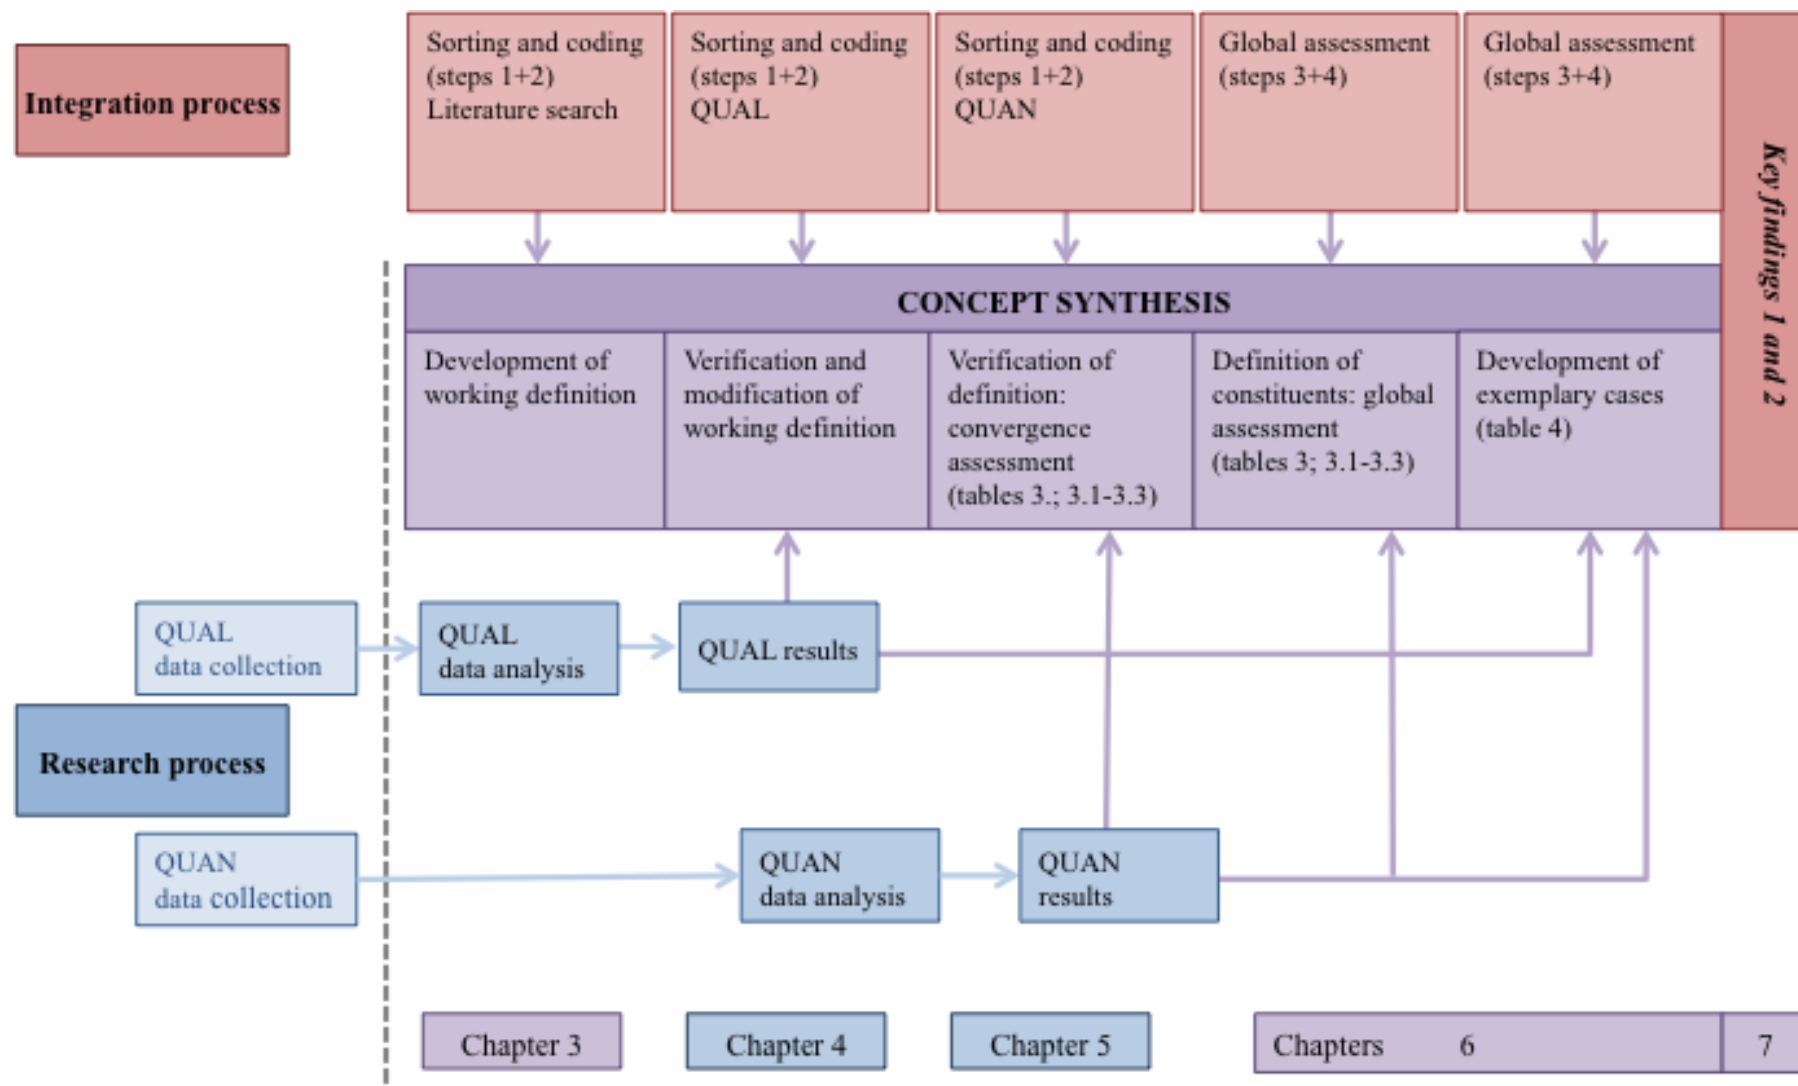 Integration process
Sorting and coding
(steps 1+2)
Literature search
Sorting and coding
(steps 1+2)
QUAL
Sorting and coding
(steps 1+2)
QUAN
Global assessment
(steps 3+4)
Global assessment
(steps 3+4)
Key findings 1 and 2
CONCEPT SYNTHESIS
Development of
working definition
Verification and
modification of
working definition
Verification of
definition:
convergence
assessment
(tables 3.; 3.1-3.3)
Definition of
constituents: global
assessment
(tables 3; 3.1-3.3)
Development of
exemplary cases
(table 4)
QUAL
data collection
QUAL
data analysis
QUAL results
Research process
QUAN
data collection
QUAN
data analysis
QUAN
results
Chapter 3
Chapter 4
Chapter 5
Chapters 6
7